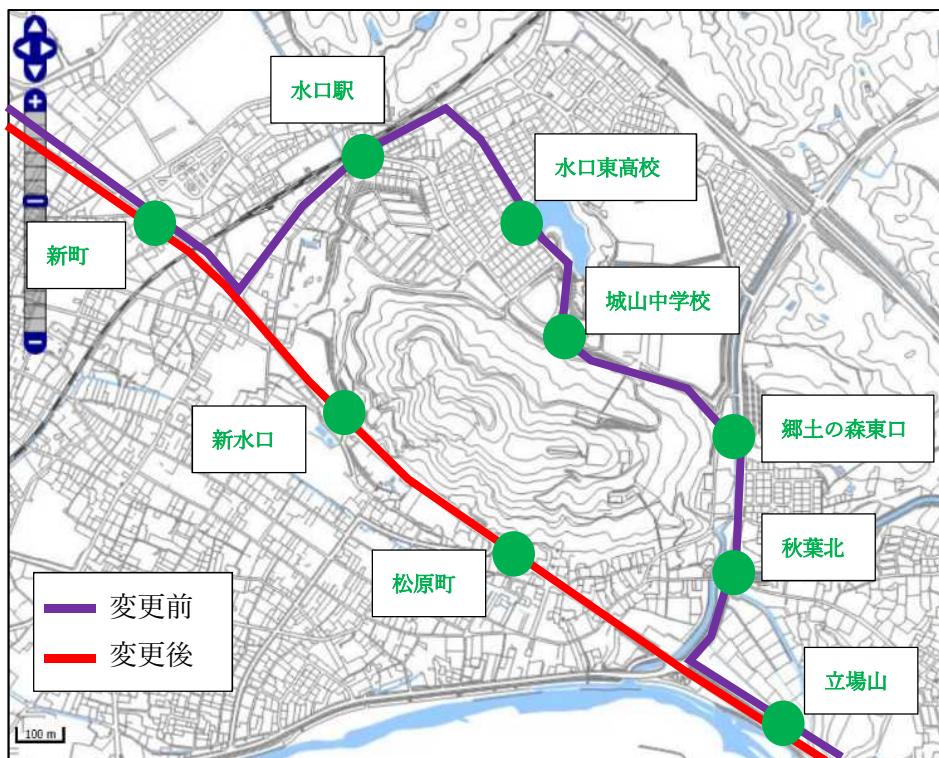 水口駅
水口東高校
新町
城山中学校
新水口
郷土の森東口
秋葉北
松原町
変更前
変更後
立場山
100 m